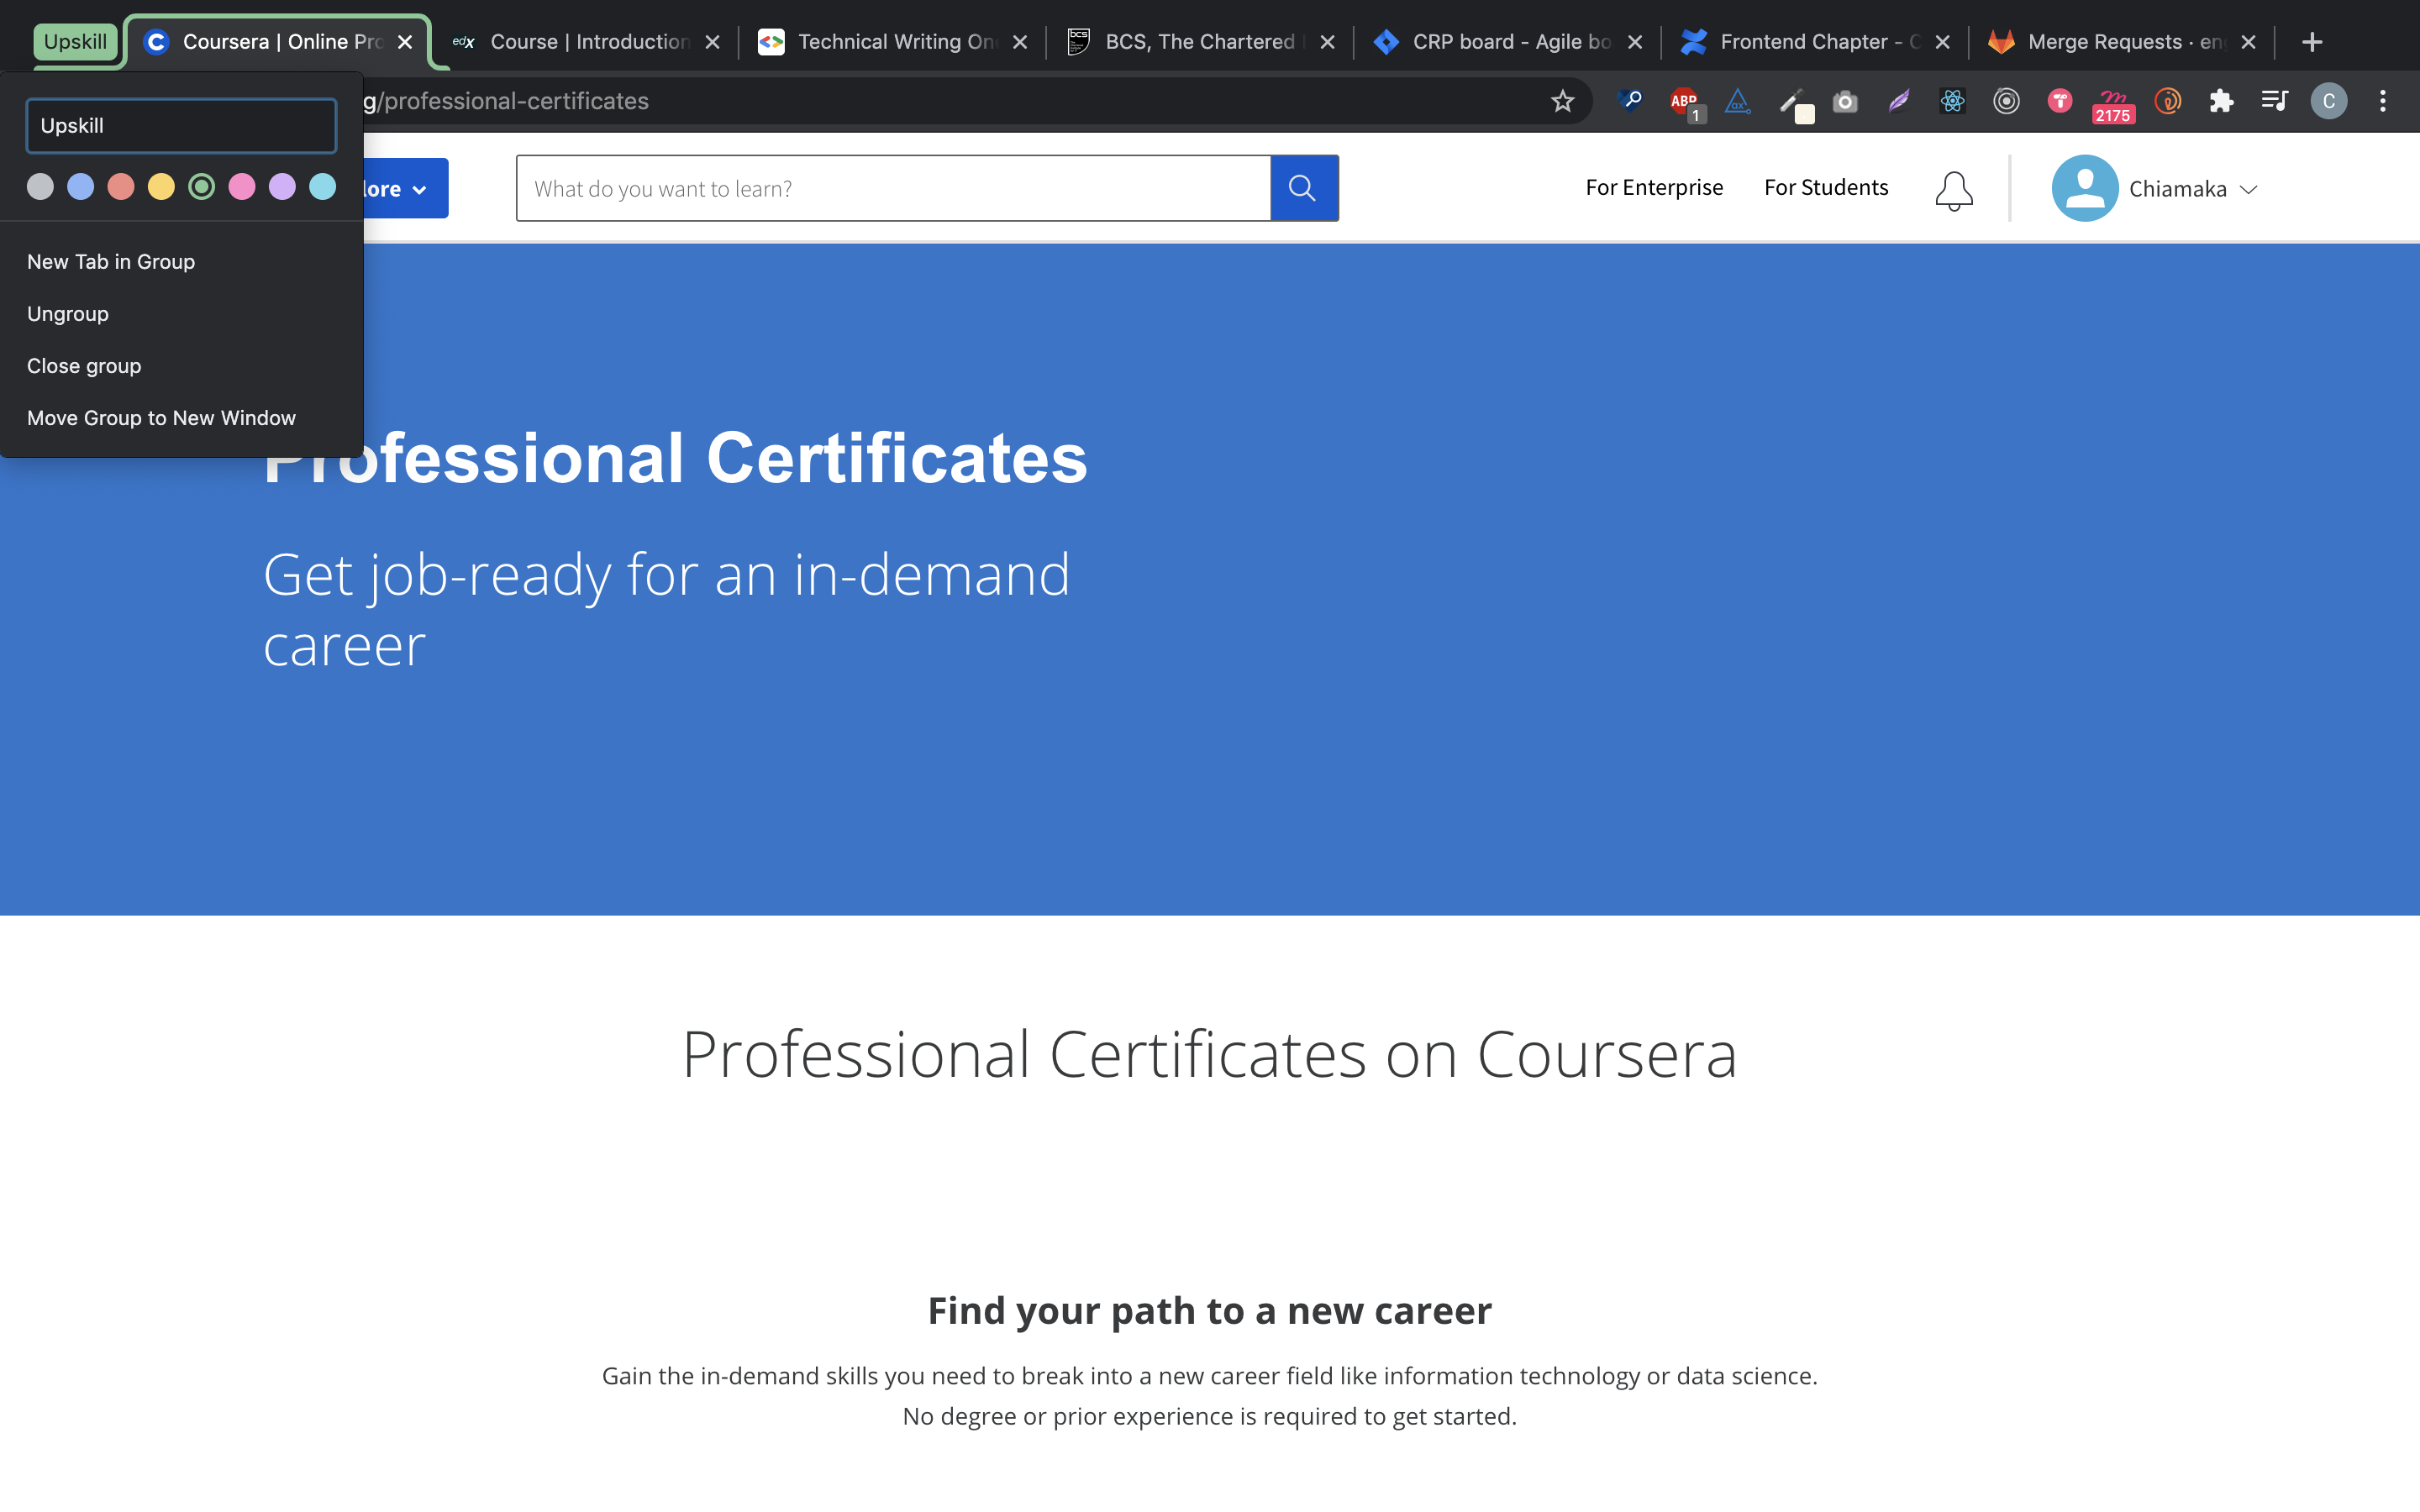 Upskill
Coursera | Online Pro
edX
Course | Introduction
Technical Writing On
bcs
BCS, The Chartered
CRP board - Agile bo
Frontend Chapter - C
Merge Requests · en
Upskill
g/professional-certificates
ABP
1
2175
C
lore
What do you want to learn?
For Enterprise
For Students
Chiamaka
New Tab in Group
Ungroup
Close group
Move Group to New Window
Professional Certificates
Get job-ready for an in-demand
career
Professional Certificates on Coursera
Find your path to a new career
Gain the in-demand skills you need to break into a new career field like information technology or data science.
No degree or prior experience is required to get started.